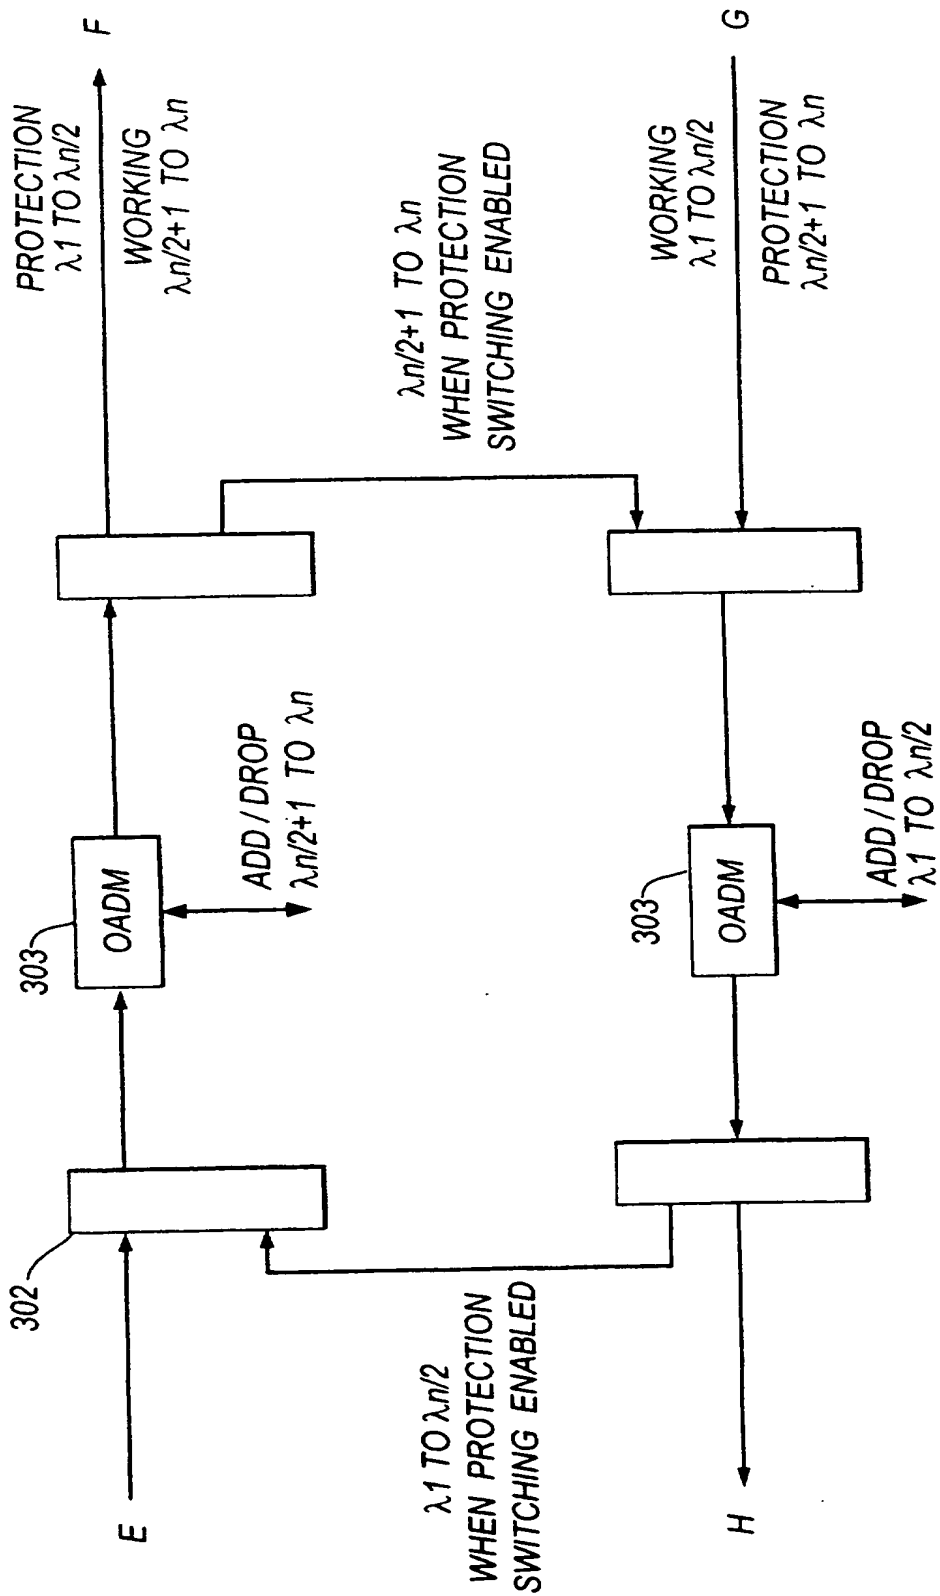 PROTECTION
λ1 TO λn/2
F
WORKING
λn/2+1 TO λn
303
OADM
ADD / DROP
λn/2+1 TO λn
302
E
λn/2+1 TO λn
WHEN PROTECTION
SWITCHING ENABLED
λ1 TO λn/2
WHEN PROTECTION
SWITCHING ENABLED
WORKING
λ1 TO λn/2
G
PROTECTION
λn/2+1 TO λn
303
OADM
ADD / DROP
λ1 TO λn/2
H